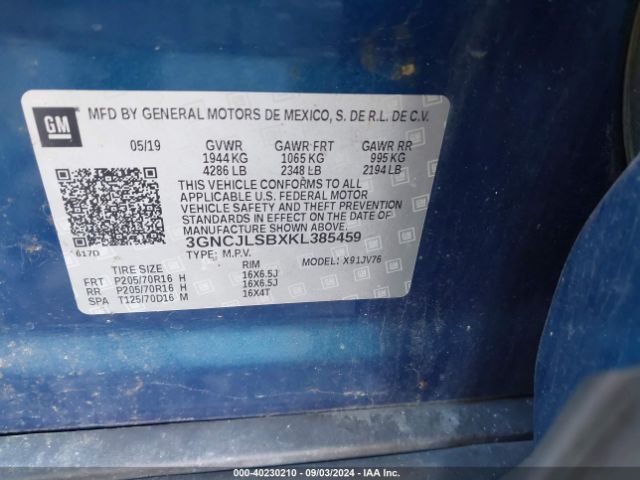 GM
MFD BY GENERAL MOTORS DE MEXICO, S. DE R.L. DE C.V.
05/19 GVWR GAWR FRT GAWR RR
1944 KG 1065 KG 995 KG
4286 LB 2348 LB 2194 LB
THIS VEHICLE CONFORMS TO ALL
APPLICABLE U.S. FEDERAL MOTOR
VEHICLE SAFETY AND THEFT PREVENTION
STANDARDS IN EFFECT ON THE DATE OF
MANUFACTURE SHOWN ABOVE.
3GNCJLSBXKL385459
617D TYPE: M.P.V. MODEL: X91JV76
TIRE SIZE RIM
FRT P205/70R16 H 16X6.5J
RR P205/70R16 H 16X6.5J
SPA T125/70D16 M 16X4T
000-40230210 - 09/03/2024 - IAA Inc.